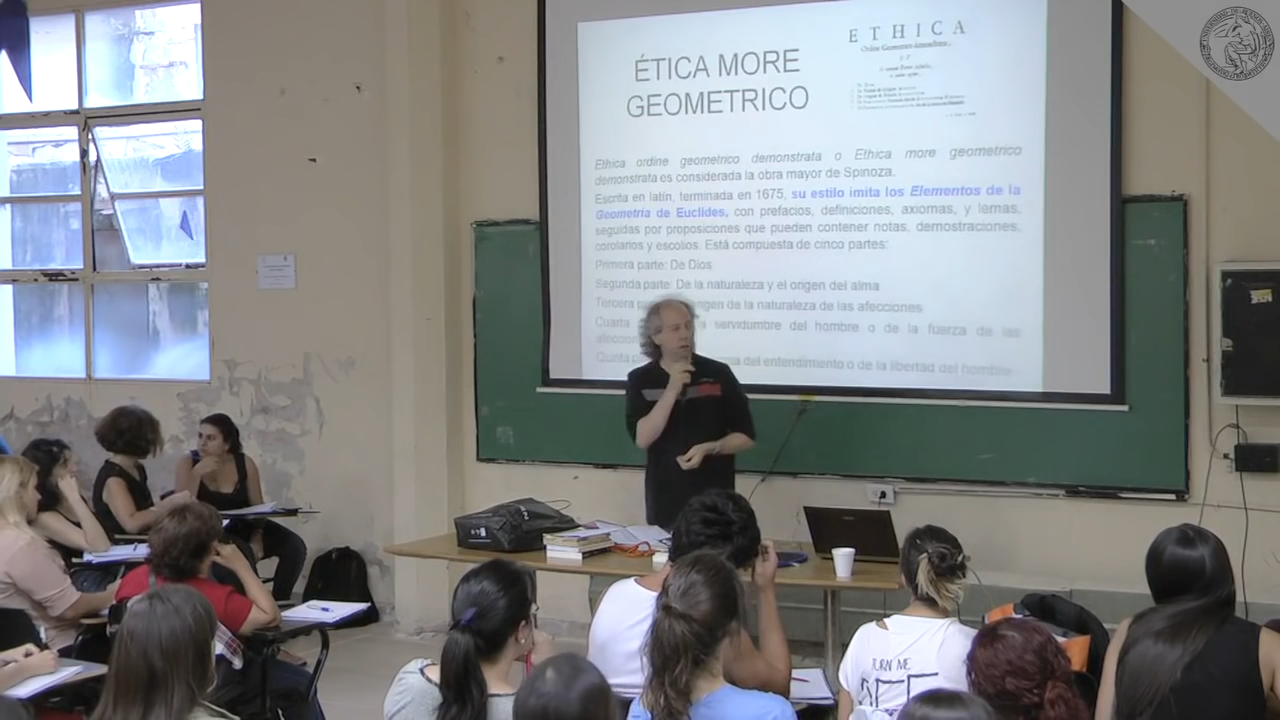 ÉTICA MORE
GEOMETRICO
ETHICA
Ethica ordine geometrico demonstrata o Ethica more geometrico
demonstrata es considerada la obra mayor de Spinoza.
Escrita en latín, terminada en 1675, su estilo imita los Elementos de la
Geometría de Euclides, con prefacios, definiciones, axiomas, y lemas,
seguidas por proposiciones que pueden contener notas, demostraciones,
corolarios y escolios. Está compuesta de cinco partes:
Primera parte: De Dios
Segunda parte: De la naturaleza y el origen del alma
Tercera origen de la naturaleza de las afecciones
Cuarta servidumbre del hombre o de la fuerza de las
Quinta del entendimiento o de la libertad del hombre
TURN ME